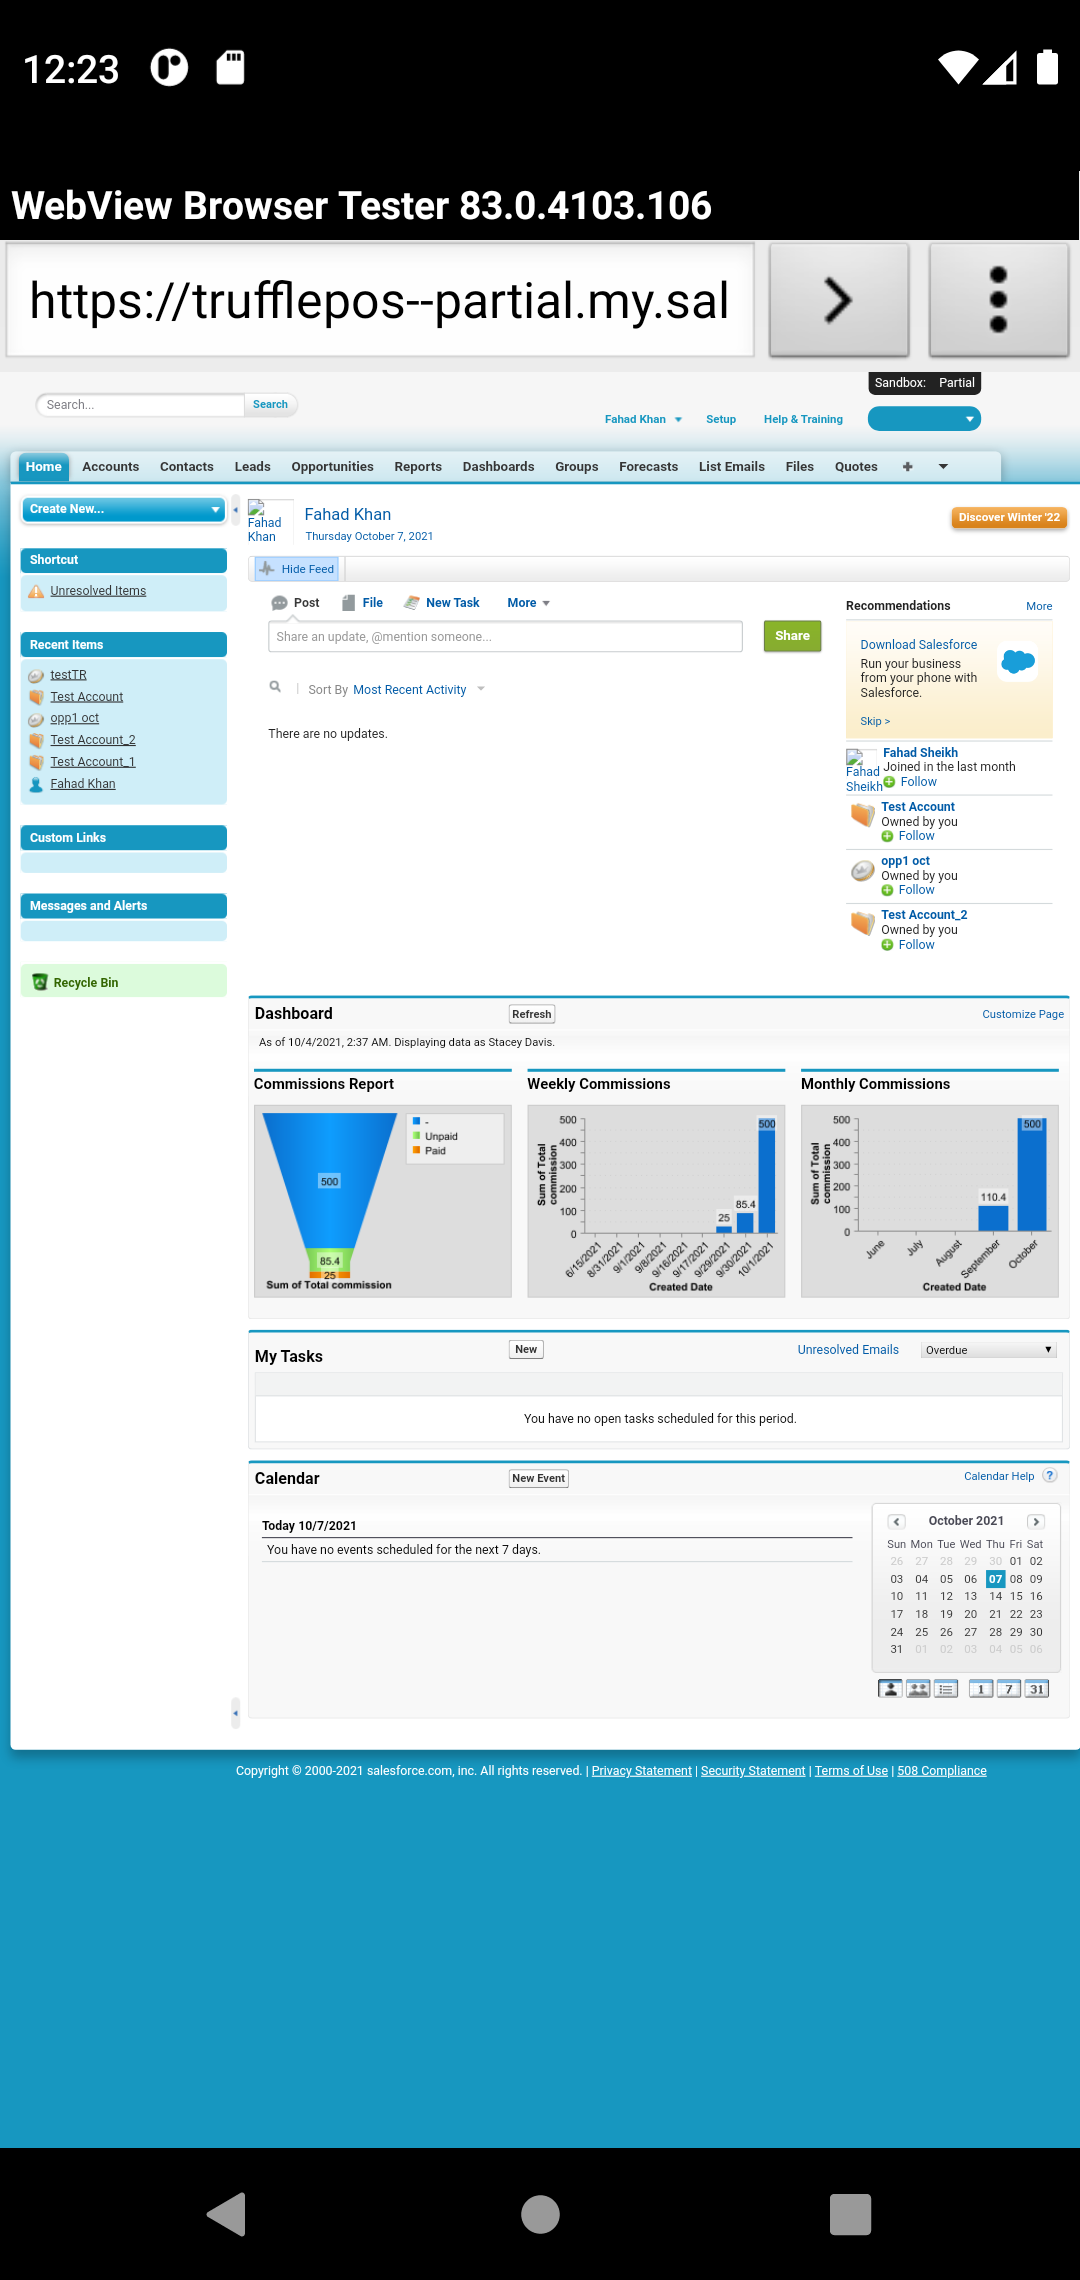 12:23
WebView Browser Tester 83.0.4103.106
https://trufflepos--partial.my.sal
Sandbox: Partial
Search...
Search
Fahad Khan
Setup
Help & Training
Home Accounts Contacts Leads Opportunities Reports Dashboards Groups Forecasts List Emails Files Quotes
Create New...
Shortcut
Unresolved Items
Recent Items
testTR
Test Account
opp1 oct
Test Account_2
Test Account_1
Fahad Khan
Custom Links
Messages and Alerts
Recycle Bin
Fahad
Khan
Fahad Khan
Thursday October 7, 2021
Discover Winter '22
Hide Feed
Post File New Task More
Share an update, @mention someone...
Share
Sort By Most Recent Activity
There are no updates.
Recommendations More
Download Salesforce
Run your business
from your phone with
Salesforce.
Skip >
Fahad
Sheikh
Fahad Sheikh
Joined in the last month
Follow
Test Account
Owned by you
Follow
opp1 oct
Owned by you
Follow
Test Account_2
Owned by you
Follow
Dashboard
Refresh
Customize Page
As of 10/4/2021, 2:37 AM. Displaying data as Stacey Davis.
Commissions Report
-
Unpaid
Paid
500
85.4
25
Sum of Total commission
Weekly Commissions
Sum of Total
commission
500
400
300
200
100
0
25
85.4
500
6/15/2021
8/31/2021
9/1/2021
9/8/2021
9/16/2021
9/17/2021
9/29/2021
9/30/2021
10/1/2021
Created Date
Monthly Commissions
Sum of Total
commission
500
400
300
200
100
0
110.4
500
June
July
August
September
October
Created Date
My Tasks
New
Unresolved Emails
Overdue
You have no open tasks scheduled for this period.
Calendar
New Event
Calendar Help ?
Today 10/7/2021
You have no events scheduled for the next 7 days.
October 2021
Sun Mon Tue Wed Thu Fri Sat
26 27 28 29 30 01 02
03 04 05 06 07 08 09
10 11 12 13 14 15 16
17 18 19 20 21 22 23
24 25 26 27 28 29 30
31 01 02 03 04 05 06
1 7 31
Copyright © 2000-2021 salesforce.com, inc. All rights reserved. | Privacy Statement | Security Statement | Terms of Use | 508 Compliance